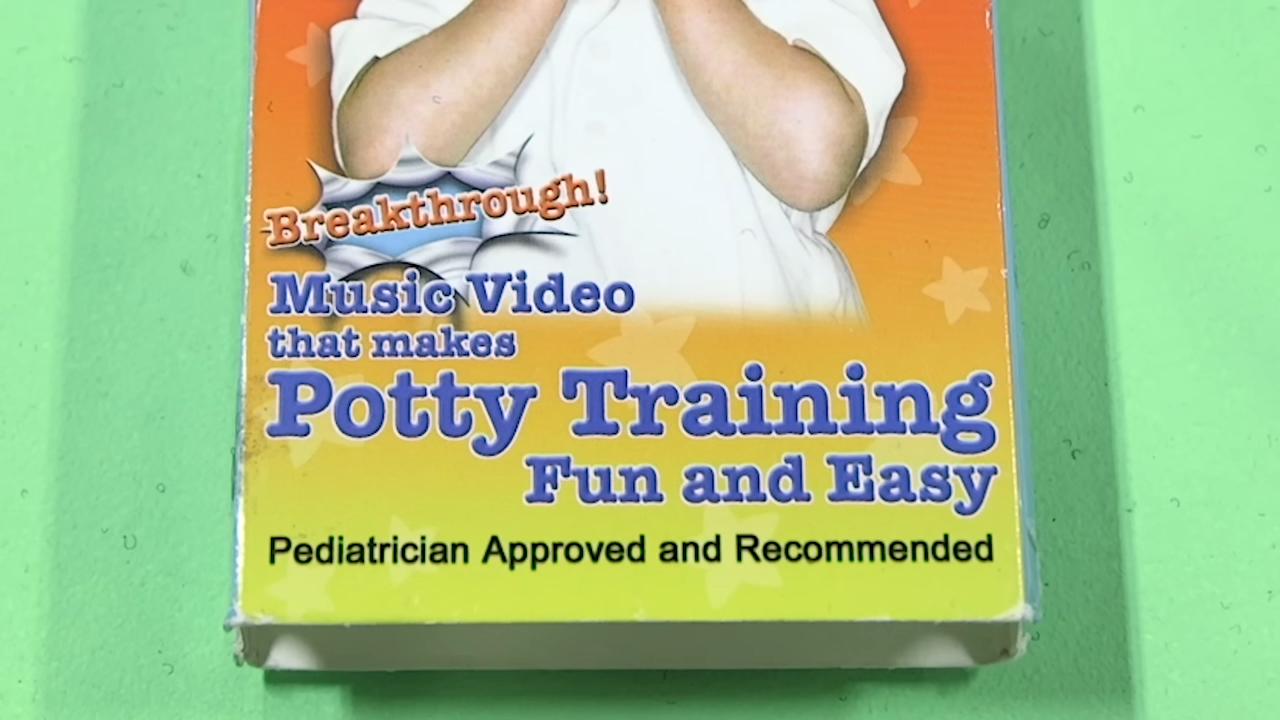 Breakthrough!
Music Video
that makes
Potty Training
Fun and Easy
Pediatrician Approved and Recommended